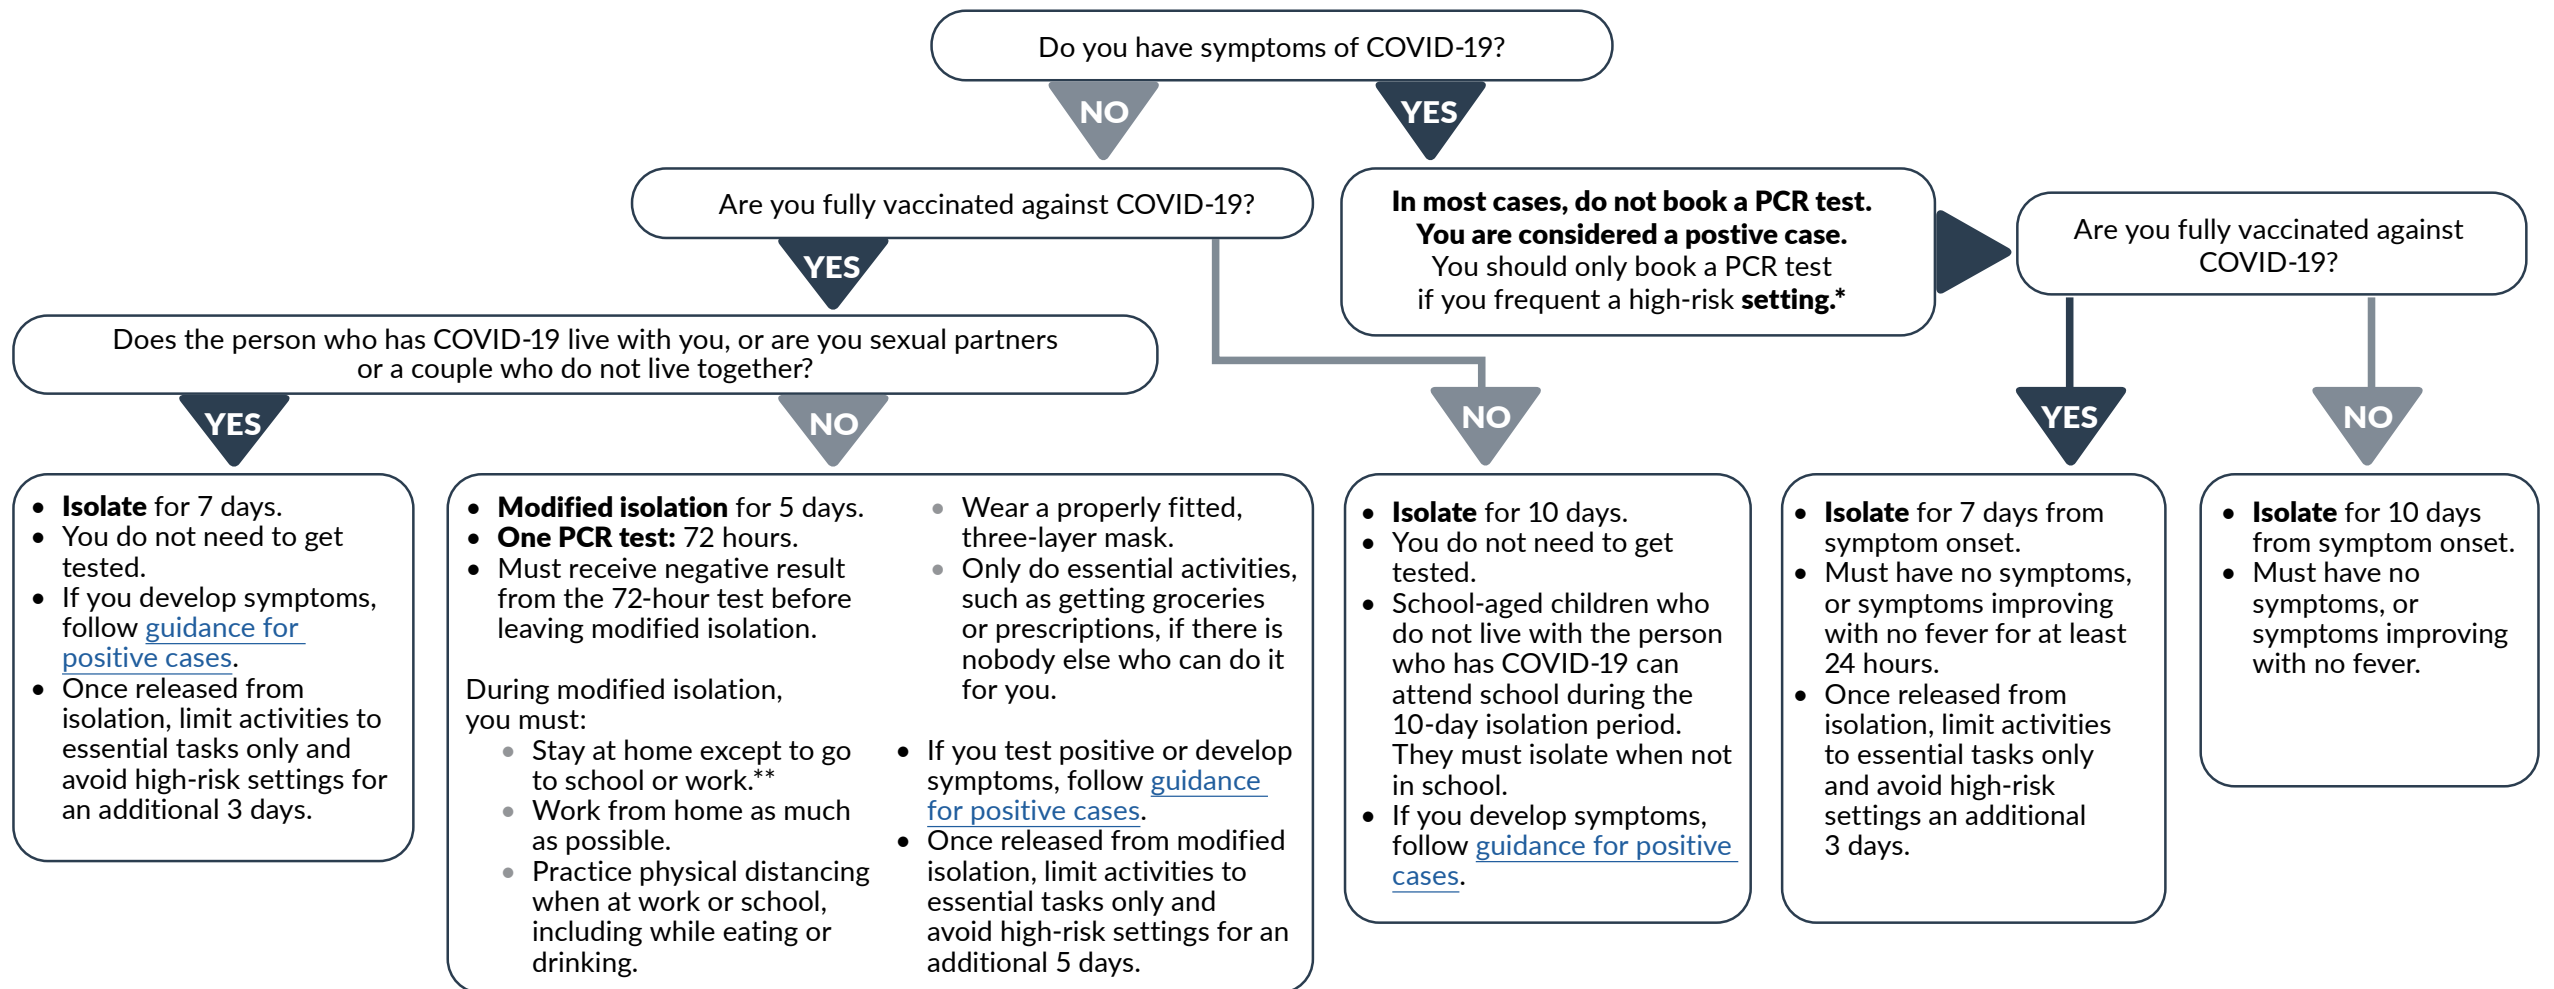 Do you have symptoms of COVID-19?
NO
YES
Are you fully vaccinated against COVID-19?
In most cases, do not book a PCR test.
You are considered a postive case.
You should only book a PCR test
if you frequent a high-risk setting.*
Are you fully vaccinated against
COVID-19?
YES
Does the person who has COVID-19 live with you, or are you sexual partners
or a couple who do not live together?
YES
NO
NO
YES
NO
• Isolate for 7 days.
• You do not need to get
tested.
• If you develop symptoms,
follow guidance for
positive cases.
• Once released from
isolation, limit activities to
essential tasks only and
avoid high-risk settings for
an additional 3 days.
• Modified isolation for 5 days.
• One PCR test: 72 hours.
• Must receive negative result
from the 72-hour test before
leaving modified isolation.
During modified isolation,
you must:
• Stay at home except to go
to school or work.**
• Work from home as much
as possible.
• Practice physical distancing
when at work or school,
including while eating or
drinking.
• Wear a properly fitted,
three-layer mask.
• Only do essential activities,
such as getting groceries
or prescriptions, if there is
nobody else who can do it
for you.
• If you test positive or develop
symptoms, follow guidance
for positive cases.
• Once released from modified
isolation, limit activities to
essential tasks only and
avoid high-risk settings for an
additional 5 days.
• Isolate for 10 days.
• You do not need to get
tested.
• School-aged children who
do not live with the person
who has COVID-19 can
attend school during the
10-day isolation period.
They must isolate when not
in school.
• If you develop symptoms,
follow guidance for positive
cases.
• Isolate for 7 days from
symptom onset.
• Must have no symptoms,
or symptoms improving
with no fever for at least
24 hours.
• Once released from
isolation, limit activities
to essential tasks only
and avoid high-risk
settings an additional
3 days.
• Isolate for 10 days
from symptom onset.
• Must have no
symptoms, or
symptoms improving
with no fever.